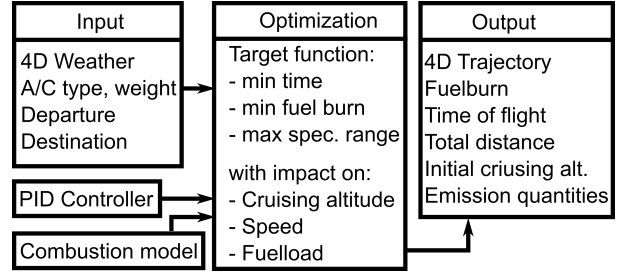 Input
4D Weather
A/C type, weight
Departure
Destination
PID Controller
Combustion model
Optimization
Target function:
- min time
- min fuel burn
- max spec. range
with impact on:
- Cruising altitude
- Speed
- Fuelload
Output
4D Trajectory
Fuelburn
Time of flight
Total distance
Initial criusing alt.
Emission quantities